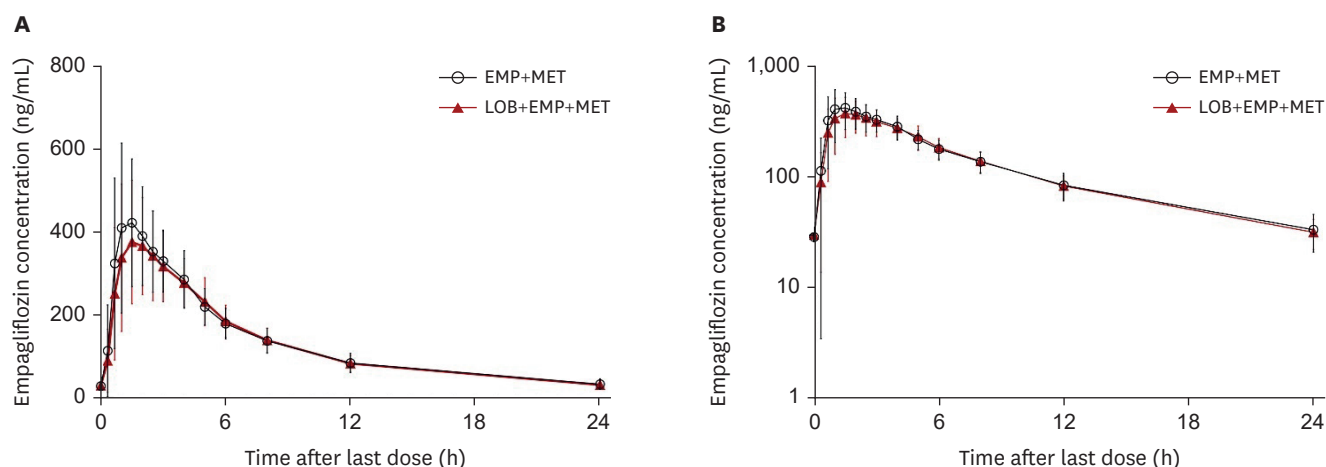 A
Empagliflozin concentration (ng/mL)
800
600
400
200
0
EMP+MET
LOB+EMP+MET
0 6 12 18 24
Time after last dose (h)
B
Empagliflozin concentration (ng/mL)
1,000
100
10
1
EMP+MET
LOB+EMP+MET
0 6 12 18 24
Time after last dose (h)